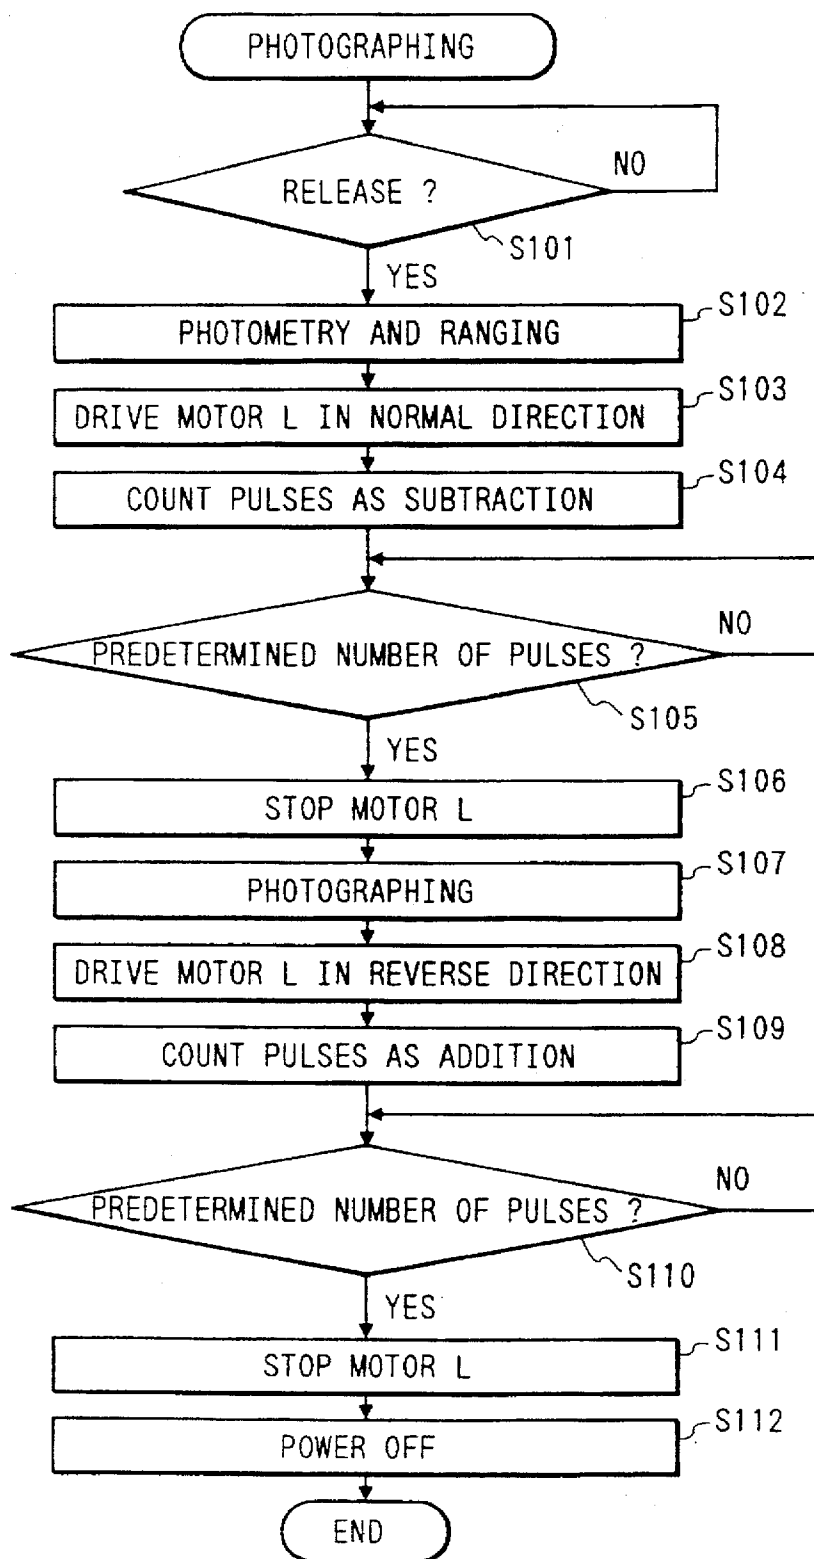 PHOTOGRAPHING
RELEASE ?
NO
S101
YES
PHOTOMETRY AND RANGING
S102
DRIVE MOTOR L IN NORMAL DIRECTION
S103
COUNT PULSES AS SUBTRACTION
S104
PREDETERMINED NUMBER OF PULSES ?
NO
S105
YES
STOP MOTOR L
S106
PHOTOGRAPHING
S107
DRIVE MOTOR L IN REVERSE DIRECTION
S108
COUNT PULSES AS ADDITION
S109
PREDETERMINED NUMBER OF PULSES ?
NO
S110
YES
STOP MOTOR L
S111
POWER OFF
S112
END